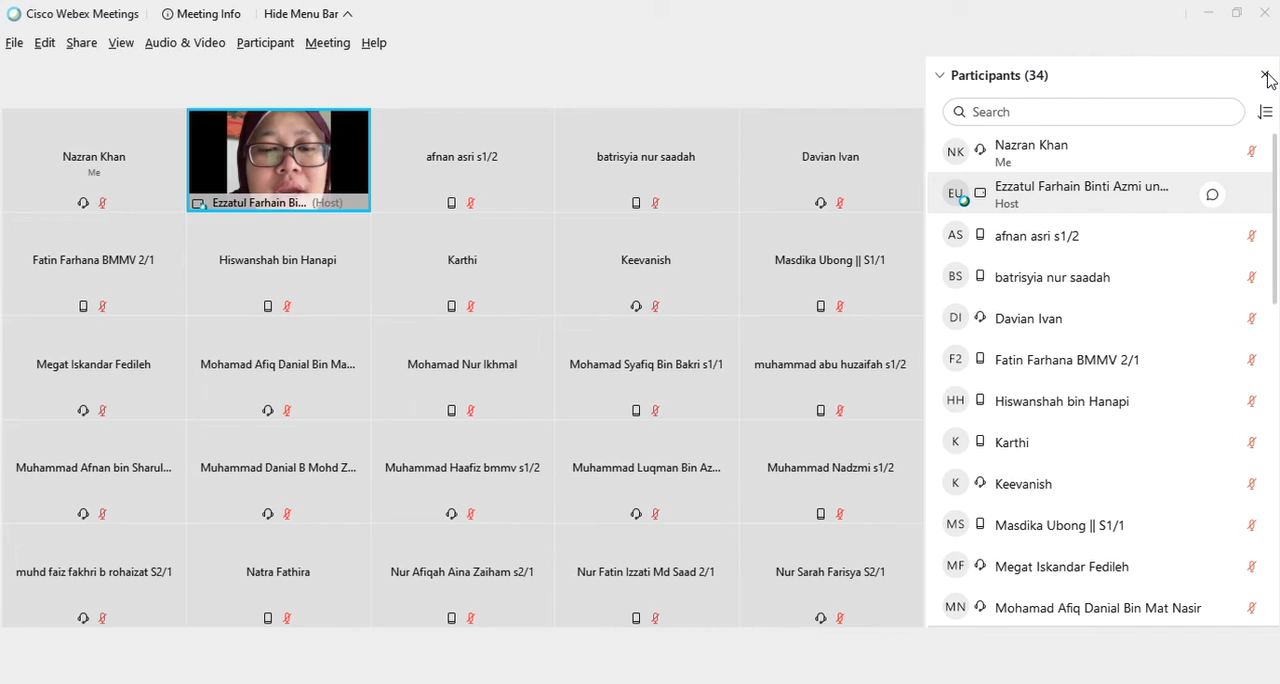 Cisco Webex Meetings
Meeting Info
Hide Menu Bar
File Edit Share View Audio & Video Participant Meeting Help
Nazran Khan
Me
Ezzatul Farhain Bi... (Host)
afnan asri s1/2
batrisyia nur saadah
Davian Ivan
Fatin Farhana BMMV 2/1
Hiswanshah bin Hanapi
Karthi
Keevanish
Masdika Ubong || S1/1
Megat Iskandar Fedileh
Mohamad Afiq Danial Bin Ma...
Mohamad Nur Ikhmal
Mohamad Syafiq Bin Bakri s1/1
muhammad abu huzaifah s1/2
Muhammad Afnan bin Sharul...
Muhammad Danial B Mohd Z...
Muhammad Haafiz bmmv s1/2
Muhammad Luqman Bin Az...
Muhammad Nadzmi s1/2
muhd faiz fakhri b rohaizat S2/1
Natra Fathira
Nur Afiqah Aina Zaiham s2/1
Nur Fatin Izzati Md Saad 2/1
Nur Sarah Farisya S2/1
Participants (34)
Search
NK Nazran Khan
Me
EU Ezzatul Farhain Binti Azmi un...
Host
AS afnan asri s1/2
BS batrisyia nur saadah
DI Davian Ivan
F2 Fatin Farhana BMMV 2/1
HH Hiswanshah bin Hanapi
K Karthi
K Keevanish
MS Masdika Ubong || S1/1
MF Megat Iskandar Fedileh
MN Mohamad Afiq Danial Bin Mat Nasir